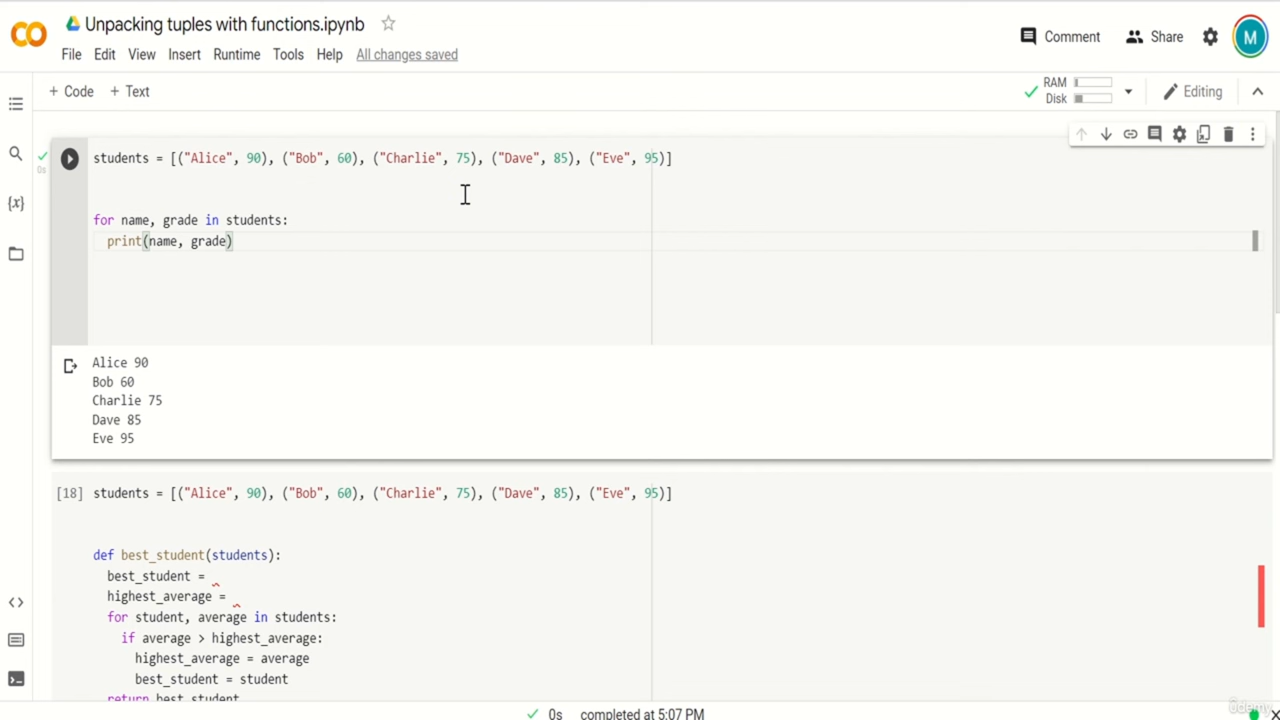 Unpacking tuples with functions.ipynb
File Edit View Insert Runtime Tools Help All changes saved
Comment Share M
+ Code + Text
RAM
Disk
Editing
students = [("Alice", 90), ("Bob", 60), ("Charlie", 75), ("Dave", 85), ("Eve", 95)]
0s
{x}
for name, grade in students:
print(name, grade)
Alice 90
Bob 60
Charlie 75
Dave 85
Eve 95
[18] students = [("Alice", 90), ("Bob", 60), ("Charlie", 75), ("Dave", 85), ("Eve", 95)]
def best_student(students):
best_student =
highest_average =
for student, average in students:
if average > highest_average:
highest_average = average
best_student = student
return best_student
0s completed at 5:07 PM
udemy